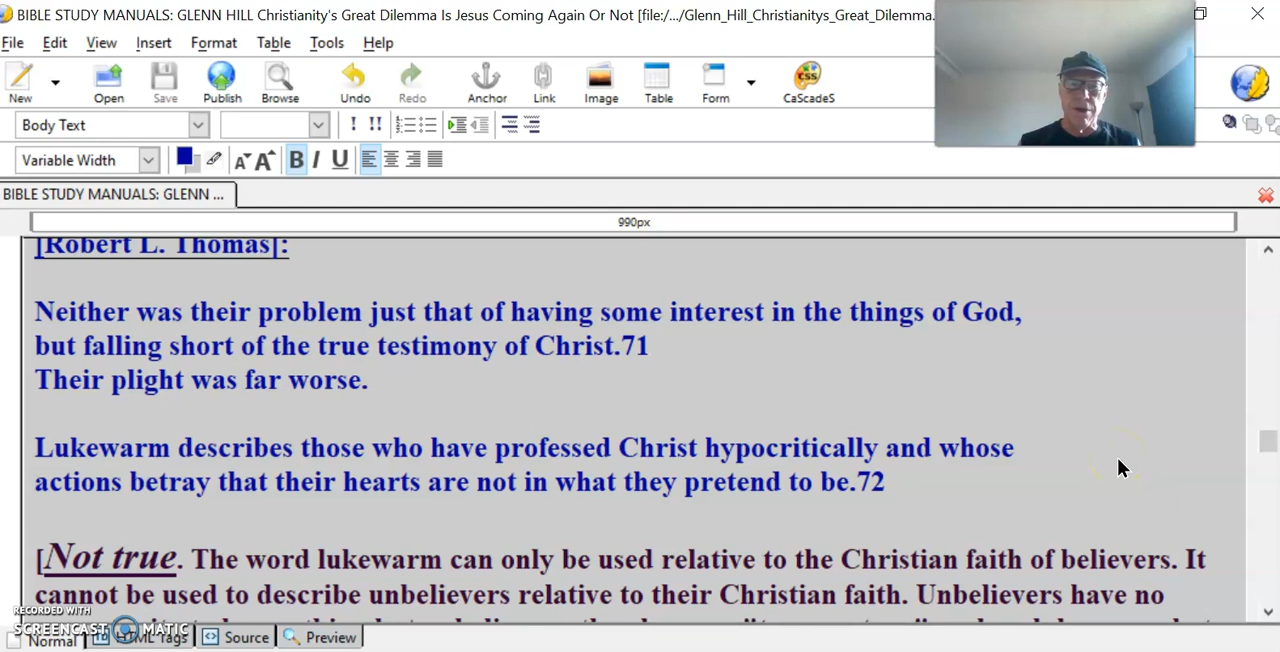 BIBLE STUDY MANUALS: GLENN HILL Christianity's Great Dilemma Is Jesus Coming Again Or Not [file:/.../Glenn_Hill_Christianitys_Great_Dilemma.
File Edit View Insert Format Table Tools Help
New Open Save Publish Browse Undo Redo Anchor Link Image Table Form CaScadeS
Body Text
Variable Width
BIBLE STUDY MANUALS: GLENN ...
990px
[Robert L. Thomas]:
Neither was their problem just that of having some interest in the things of God,
but falling short of the true testimony of Christ.71
Their plight was far worse.
Lukewarm describes those who have professed Christ hypocritically and whose
actions betray that their hearts are not in what they pretend to be.72
[Not true. The word lukewarm can only be used relative to the Christian faith of believers. It
cannot be used to describe unbelievers relative to their Christian faith. Unbelievers have no
RECORDED WITH
SCREENCAST MATIC
Normal HTML Tags Source Preview